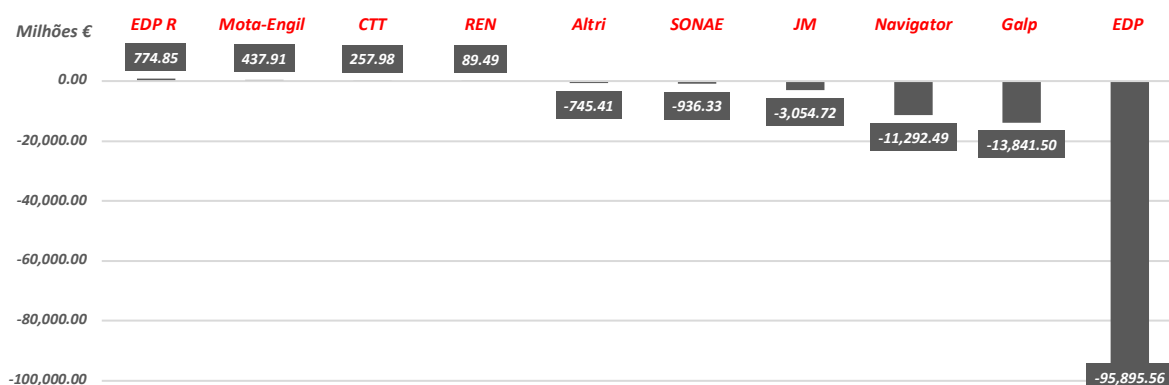 Milhões €
EDP R Mota-Engil CTT REN Altri SONAE JM Navigator Galp EDP
774.85 437.91 257.98 89.49
0.00
-745.41 -936.33 -3,054.72
-11,292.49 -13,841.50
-20,000.00
-40,000.00
-60,000.00
-80,000.00
-100,000.00
-95,895.56